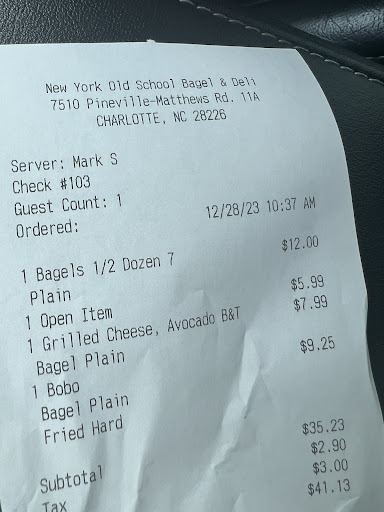 New York Old School Bagel & Deli
7510 Pineville-Matthews Rd. 11A
CHARLOTTE, NC 28226
Server: Mark S
Check #103
Guest Count: 1
Ordered: 12/28/23 10:37 AM
1 Bagels 1/2 Dozen 7 $12.00
Plain
1 Open Item $5.99
1 Grilled Cheese, Avocado B&T $7.99
Bagel Plain
1 Bobo $9.25
Bagel Plain
Fried Hard
Subtotal $35.23
Tax $2.90
$3.00
$41.13